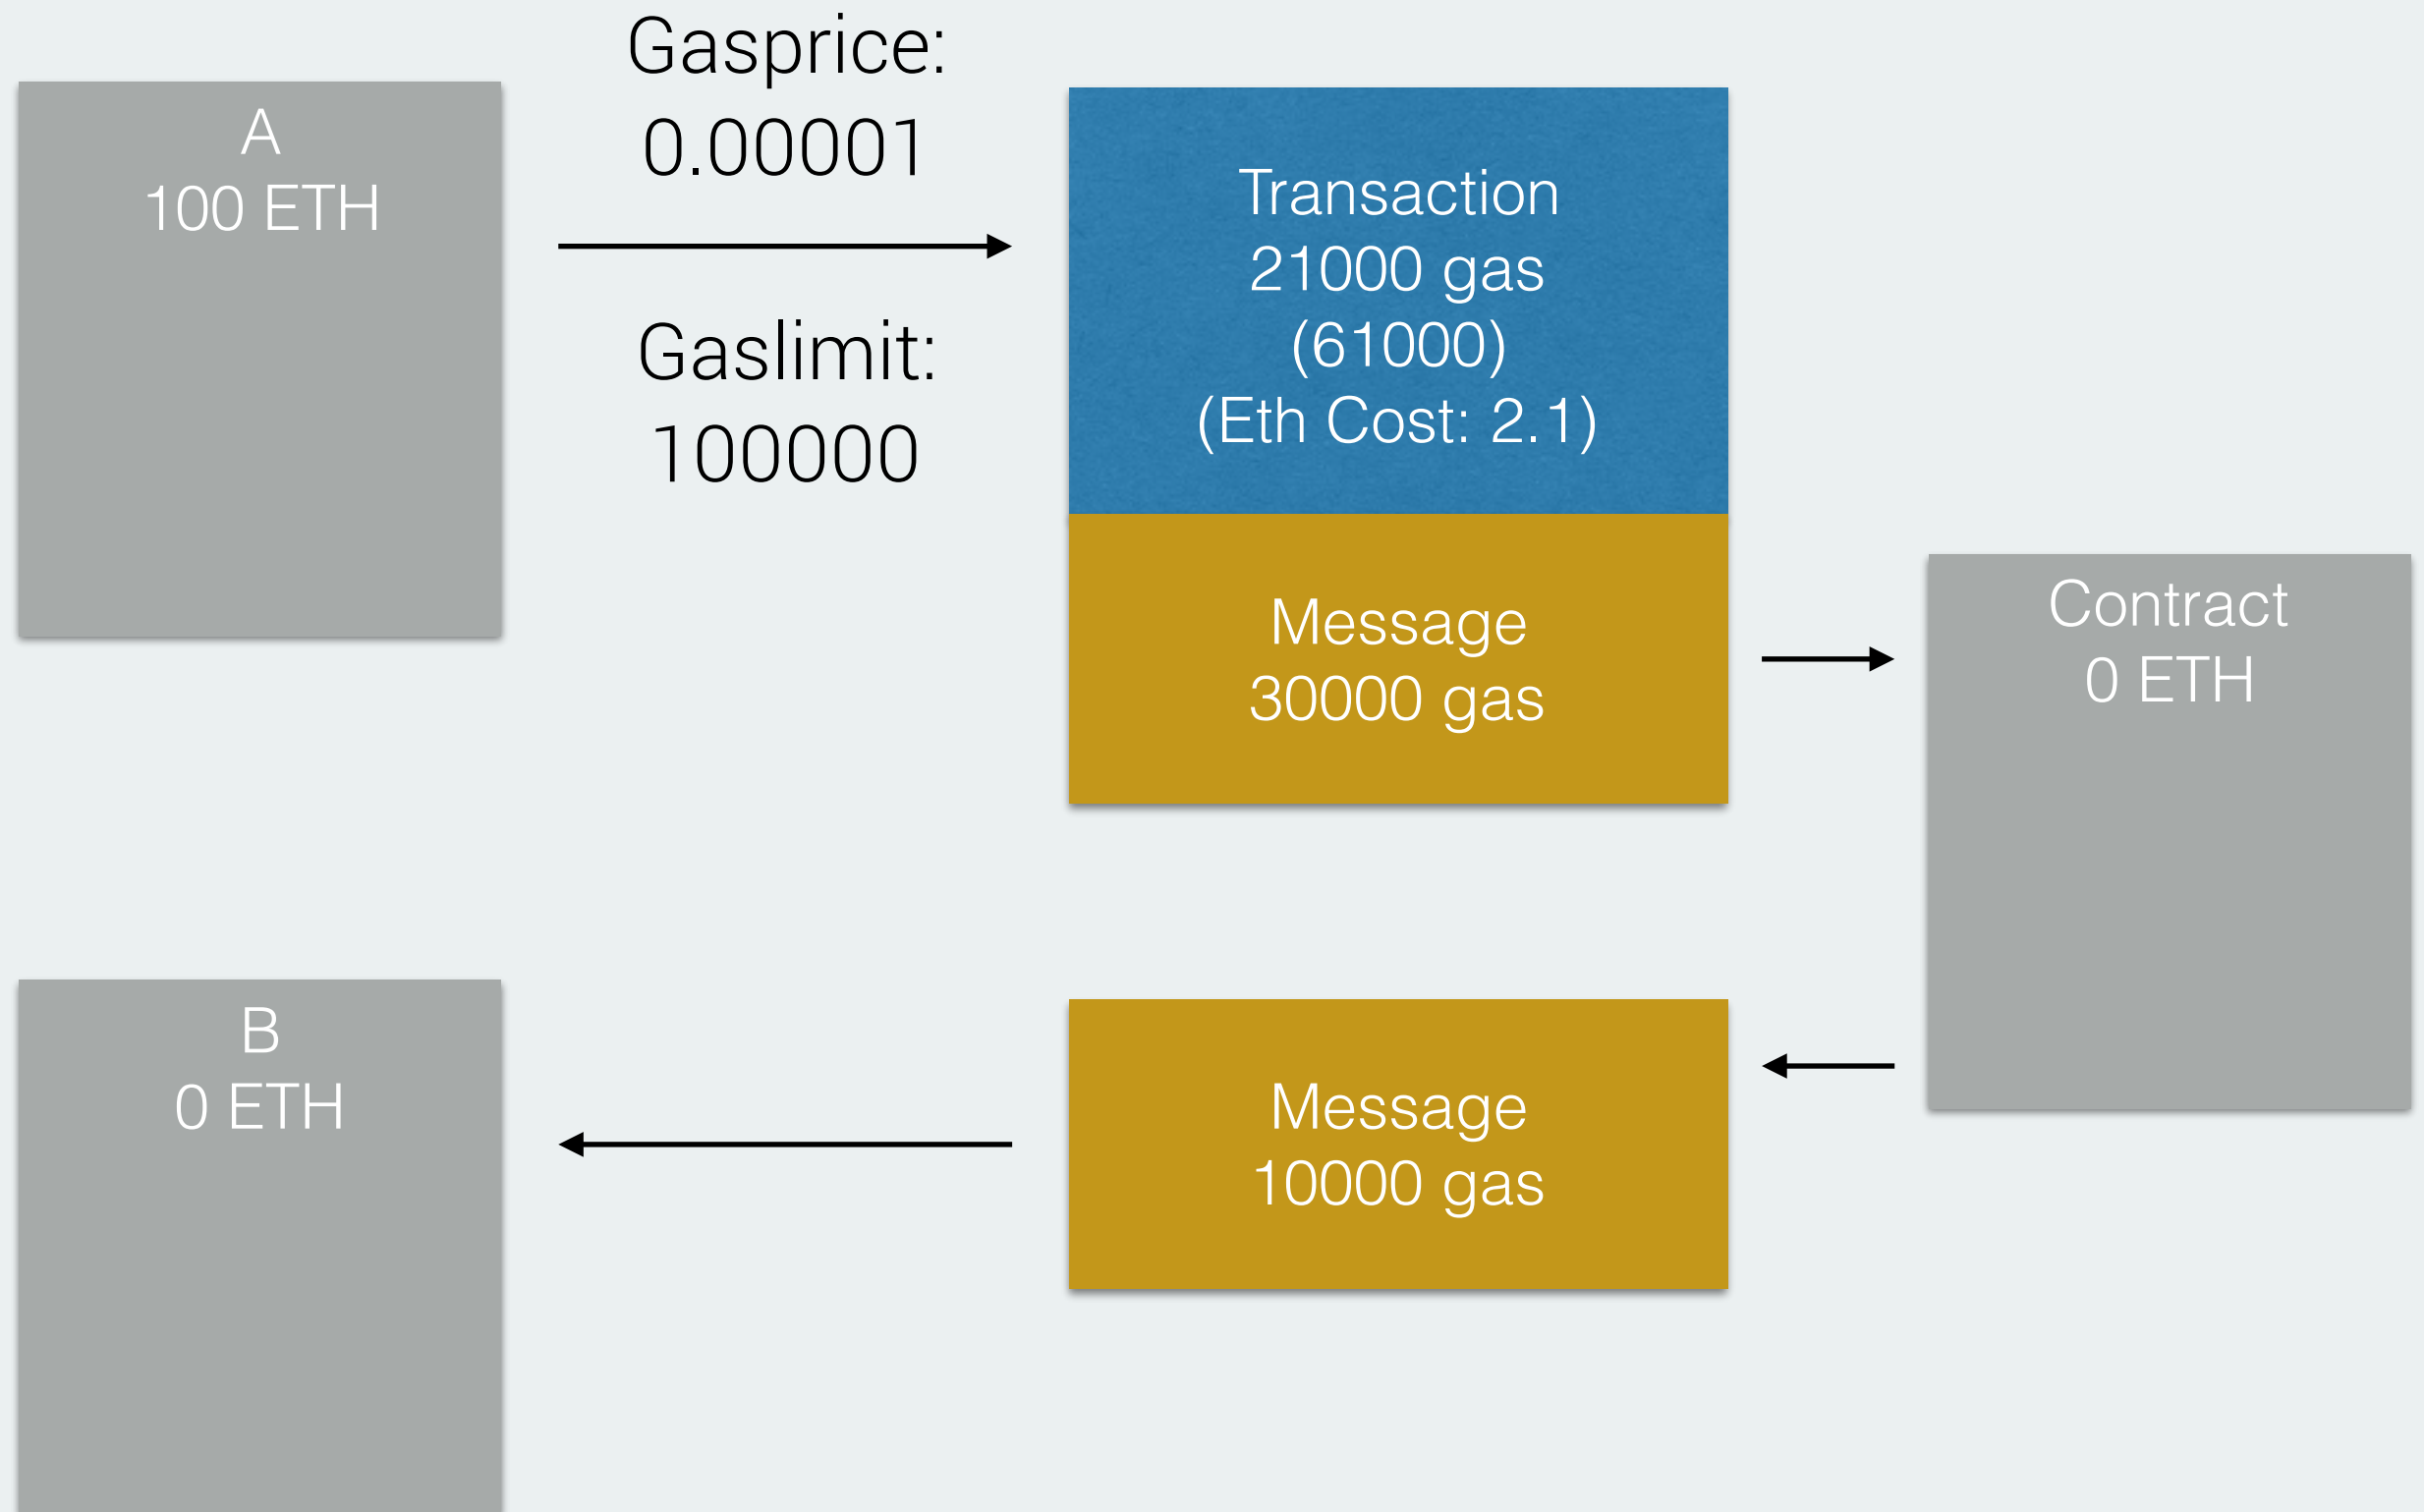 A
100 ETH
Gasprice:
0.00001
Gaslimit:
100000
Transaction
21000 gas
(61000)
(Eth Cost: 2.1)
Message
30000 gas
Contract
0 ETH
B
0 ETH
Message
10000 gas